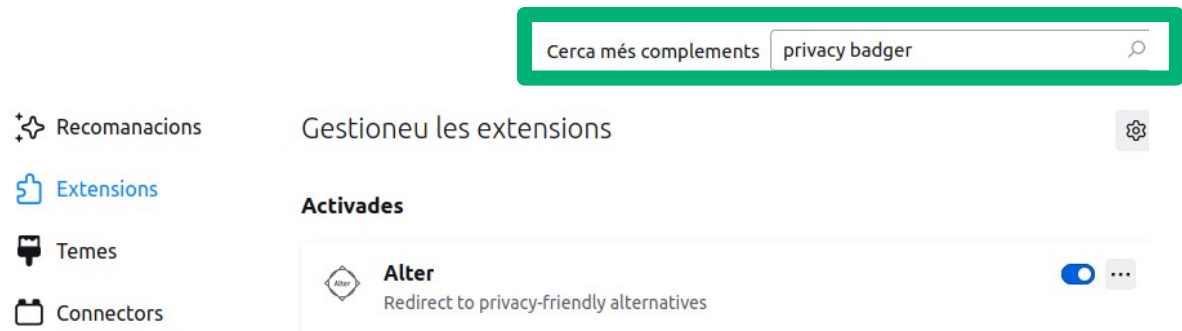 Cerca més complements privacy badger
Recomanacions
Gestioneu les extensions
Extensions
Activades
Temes
Alter
Alter
Redirect to privacy-friendly alternatives
Connectors